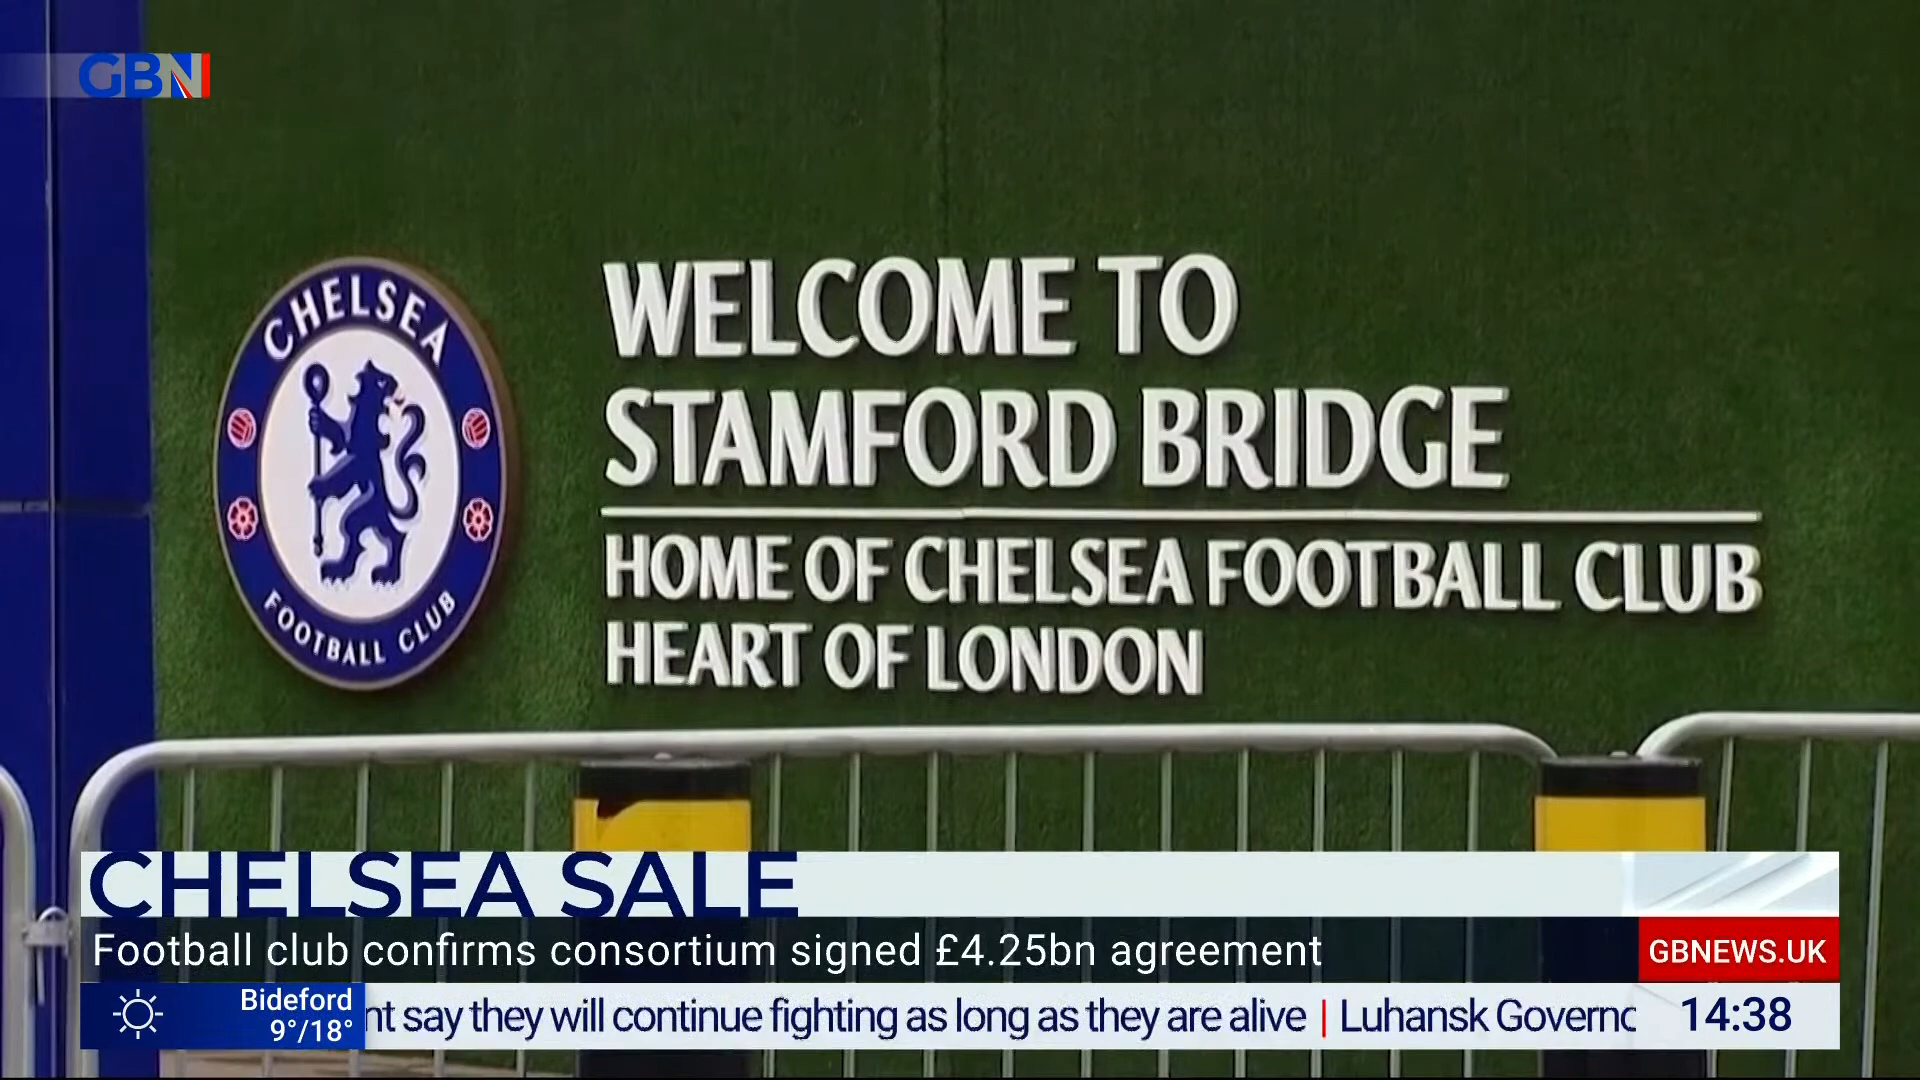 GBN
CHELSEA
FOOTBALL CLUB
WELCOME TO
STAMFORD BRIDGE
HOME OF CHELSEA FOOTBALL CLUB
HEART OF LONDON
CHELSEA SALE
Football club confirms consortium signed £4.25bn agreement
GBNEWS.UK
Bideford
9°/18°
nt say they will continue fighting as long as they are alive | Luhansk Governo
14:38